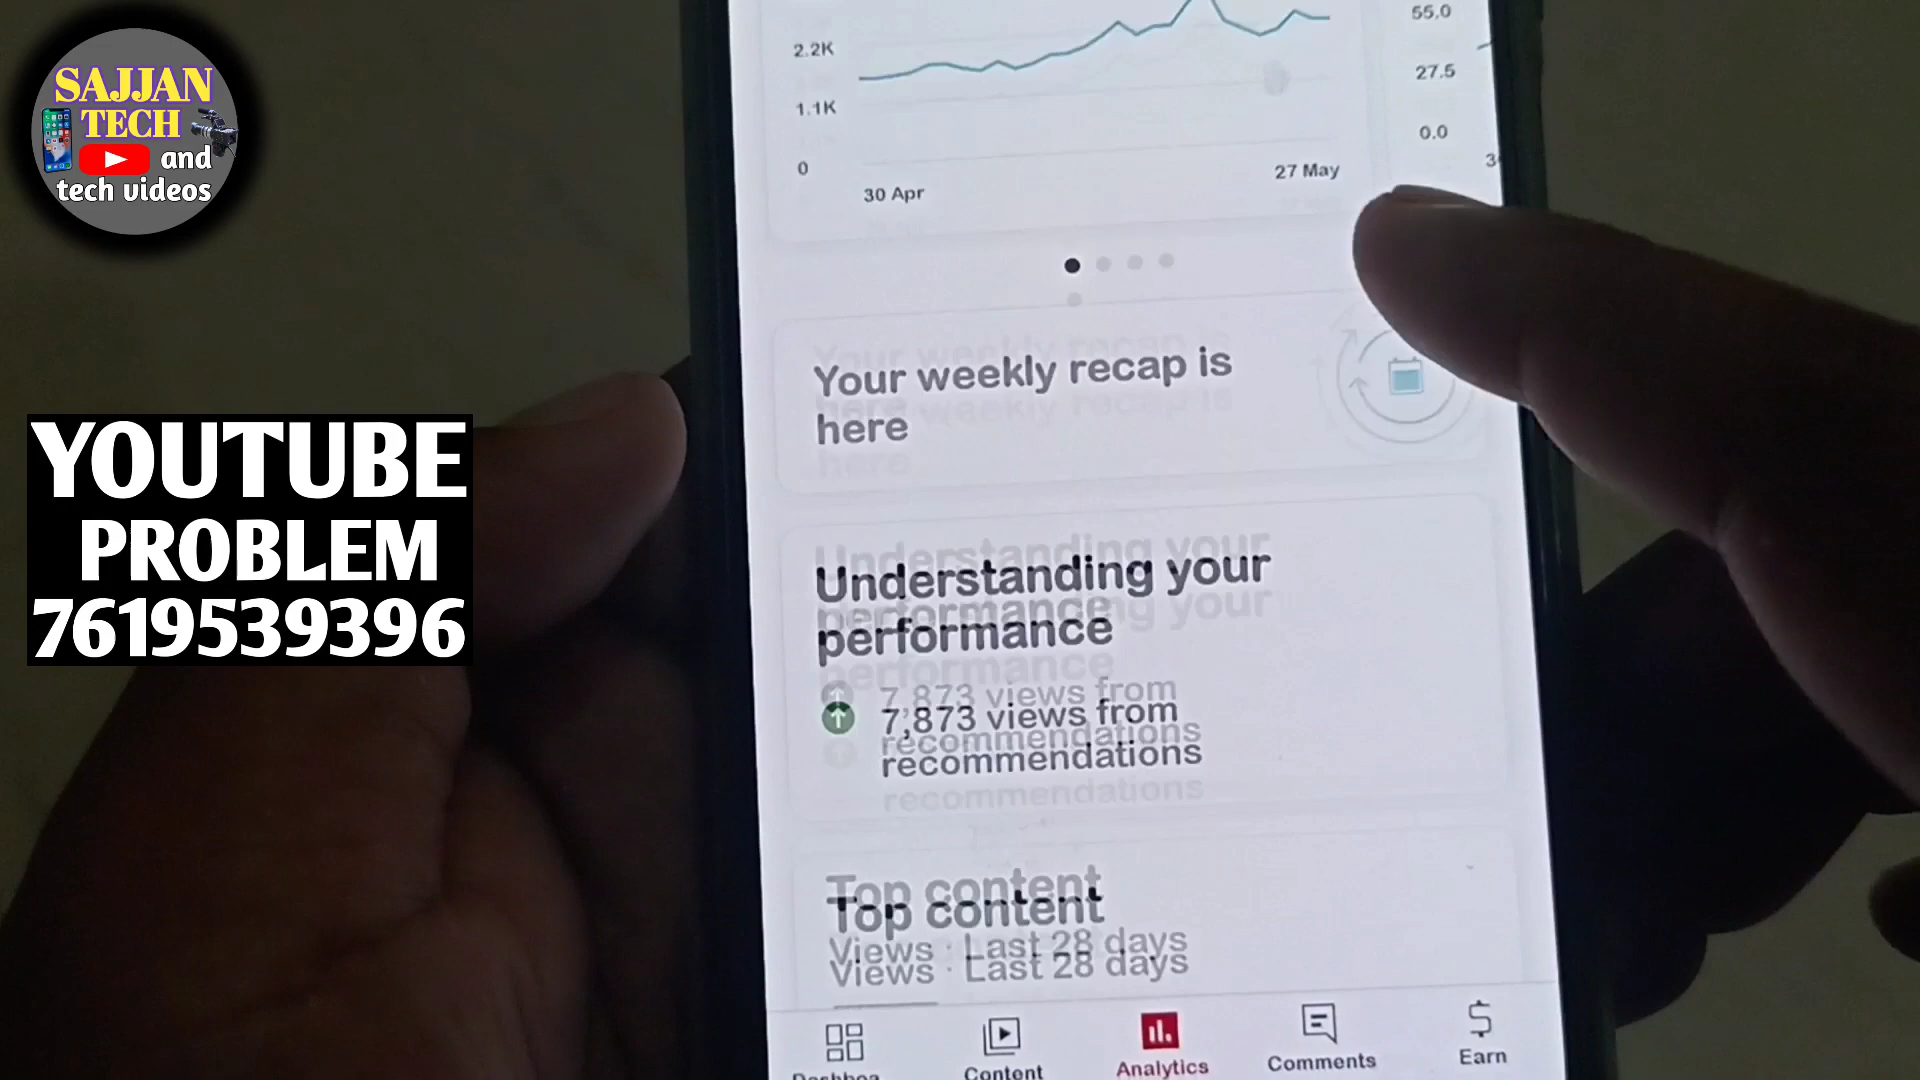 SAJJAN
TECH
and
tech videos
YOUTUBE
PROBLEM
7619539396
2.2K
1.1K
0
30 Apr
27 May
55.0
27.5
0.0
Your weekly recap is
here
Understanding your
performance
7,873 views from
recommendations
Top content
Views · Last 28 days
Content
Analytics
Comments
Earn